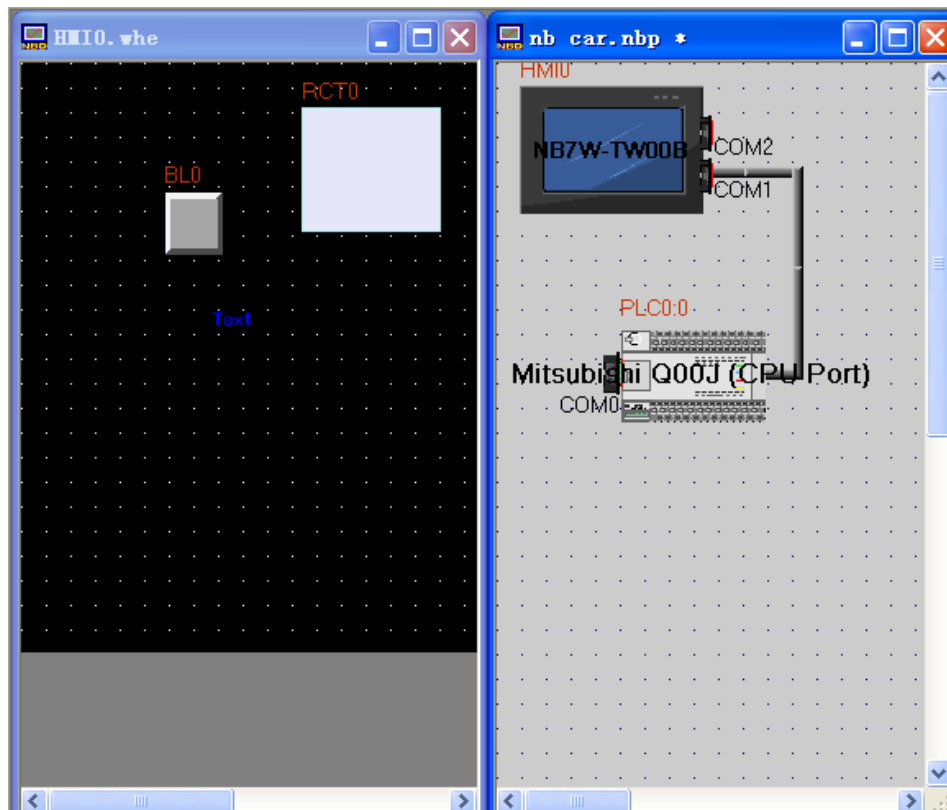 HMI0.whe
RCT0
BL0
Text
nb car.nbp *
HMI0
NB7W-TW00B
COM2
COM1
PLC0:0
Mitsubishi Q00J (CPU Port)
COM0